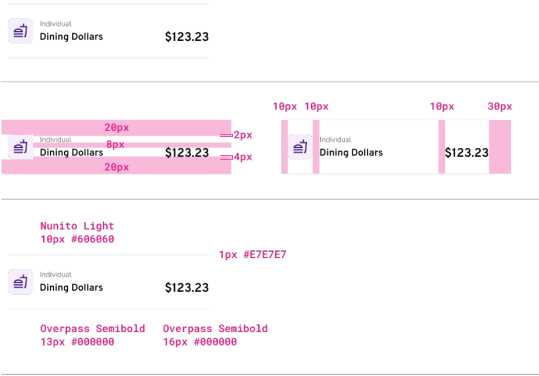 Individual
Dining Dollars
$123.23
10px 10px 10px 30px
20px
2px
Individual
8px
Dining Dollars
$123.23
4px
20px
Individual
Dining Dollars
$123.23
Nunito Light
10px #606060
1px #E7E7E7
Individual
Dining Dollars
$123.23
Overpass Semibold
13px #000000
Overpass Semibold
16px #000000